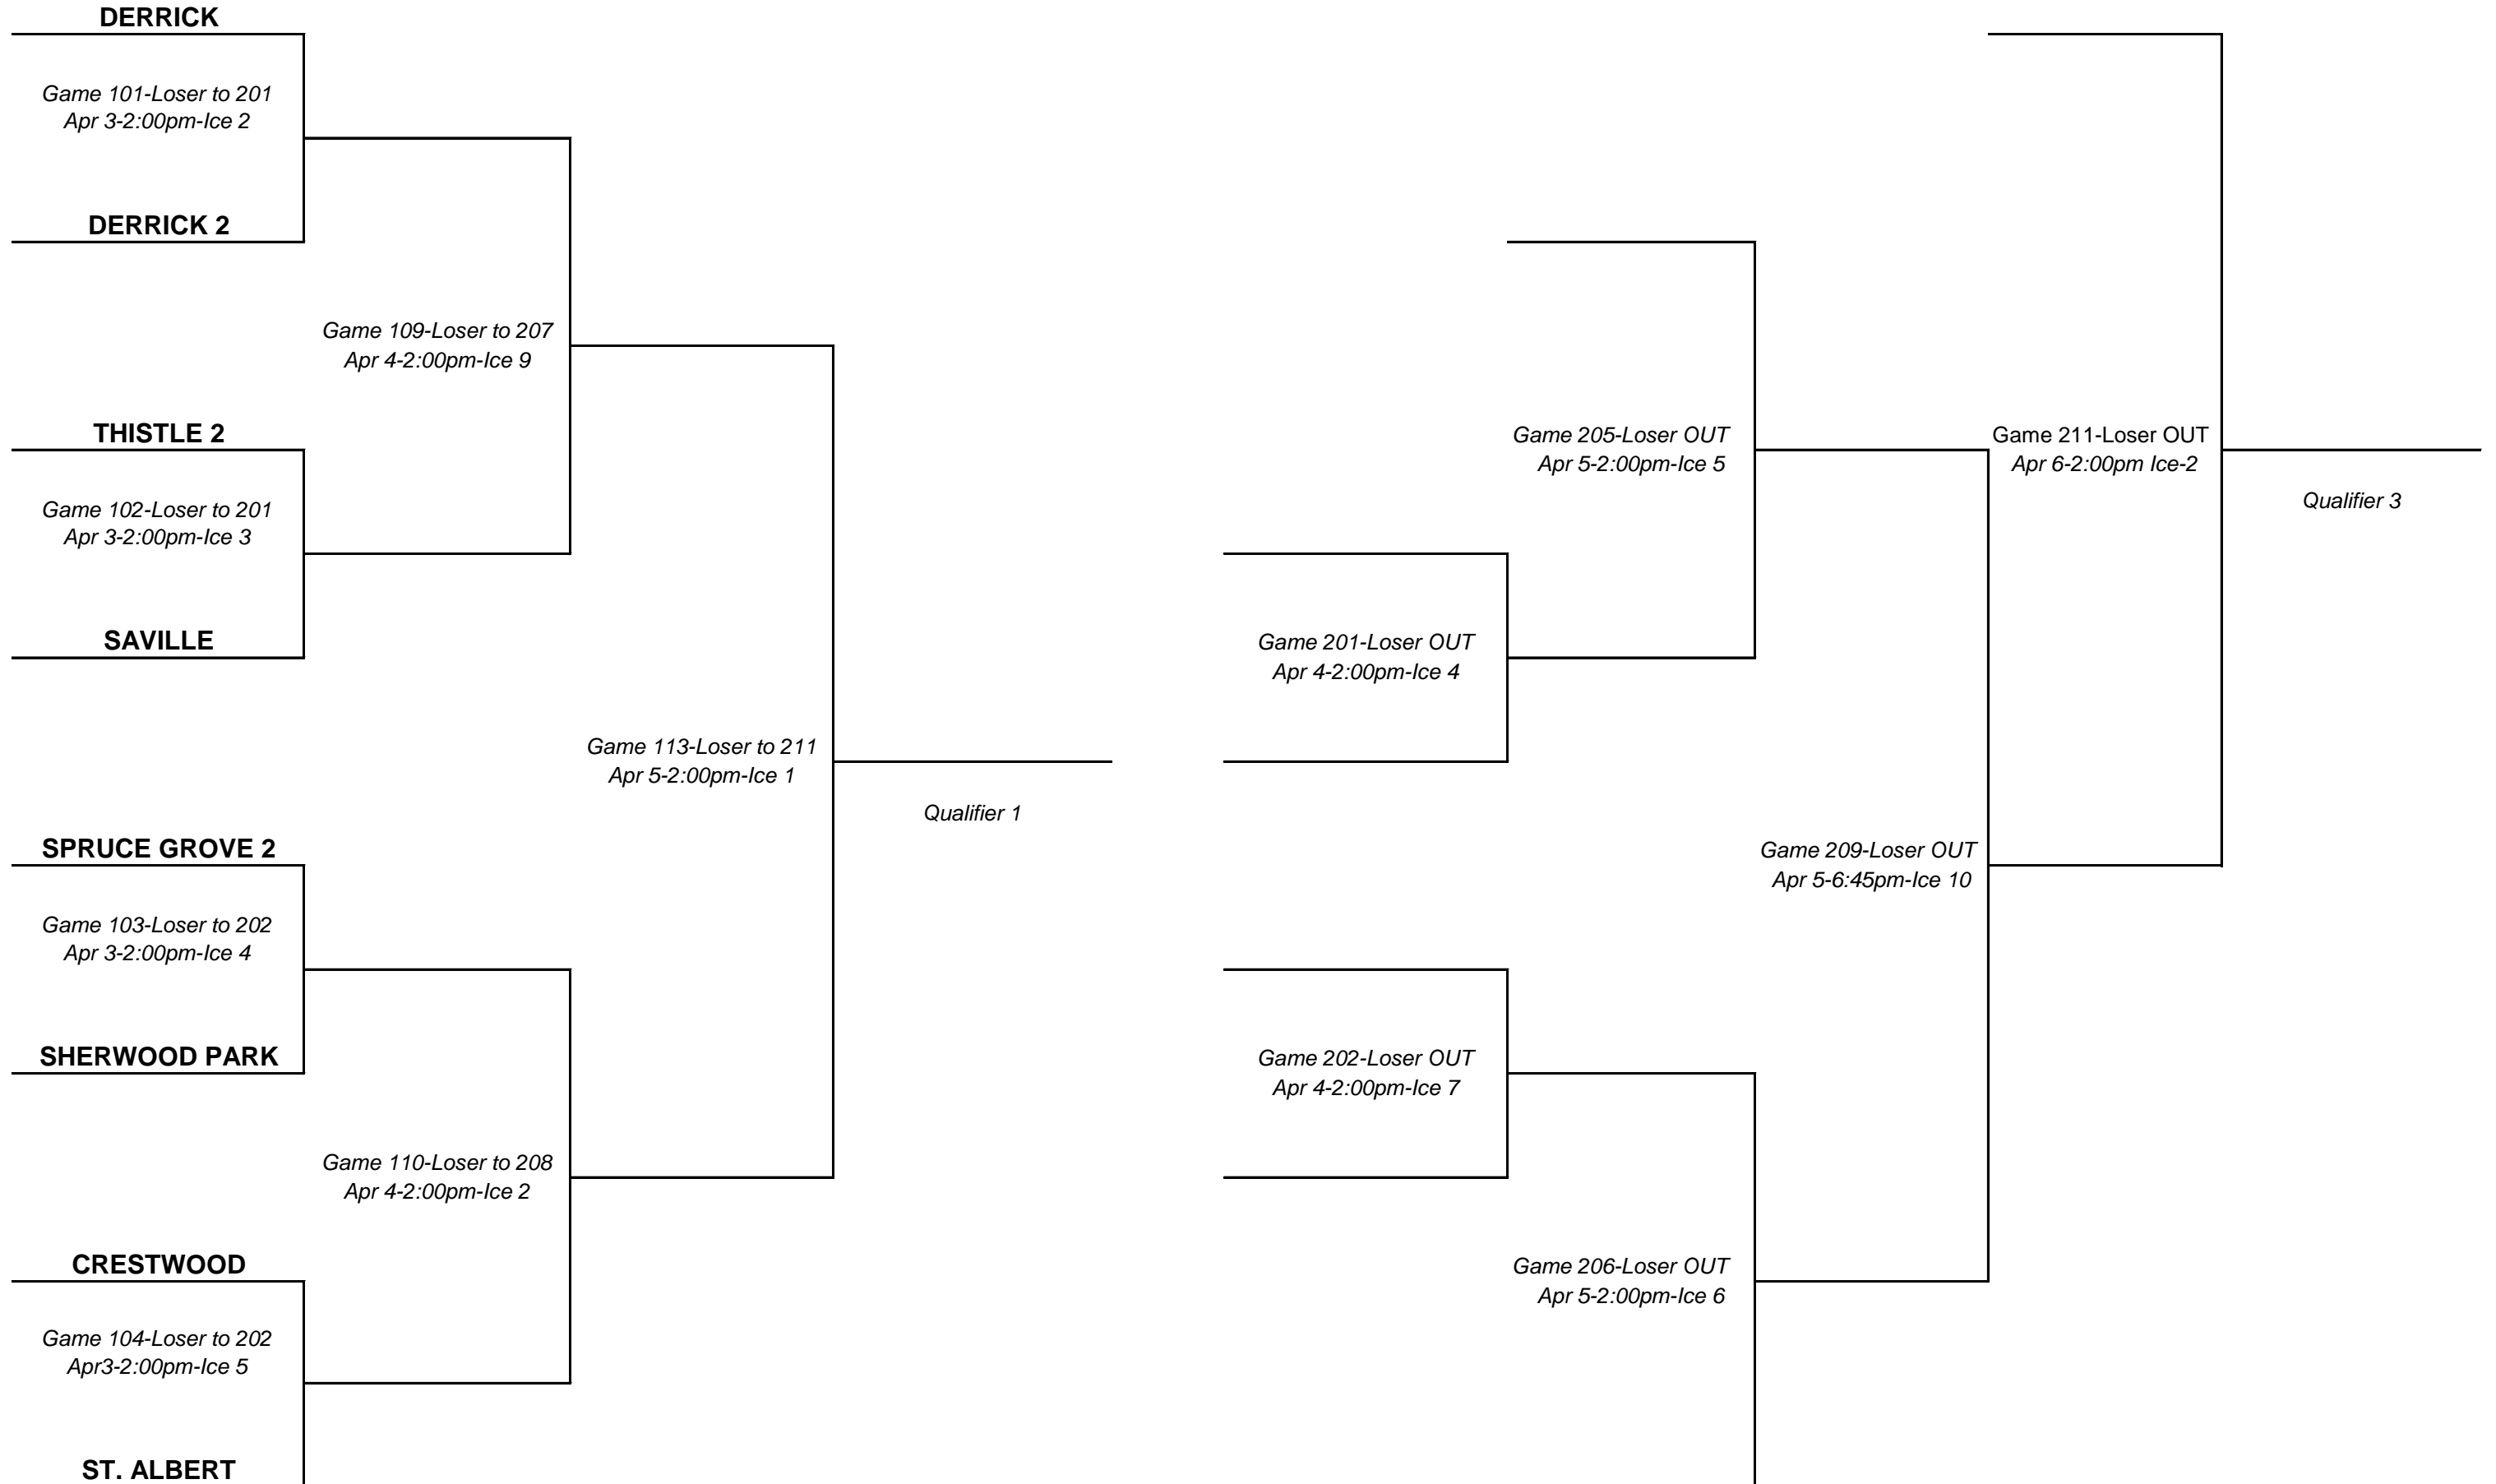 DERRICK
Game 101-Loser to 201
Apr 3-2:00pm-Ice 2
DERRICK 2
Game 109-Loser to 207
Apr 4-2:00pm-Ice 9
THISTLE 2
Game 102-Loser to 201
Apr 3-2:00pm-Ice 3
SAVILLE
Game 113-Loser to 211
Apr 5-2:00pm-Ice 1
Qualifier 1
SPRUCE GROVE 2
Game 103-Loser to 202
Apr 3-2:00pm-Ice 4
SHERWOOD PARK
Game 110-Loser to 208
Apr 4-2:00pm-Ice 2
CRESTWOOD
Game 104-Loser to 202
Apr3-2:00pm-Ice 5
ST. ALBERT
Game 205-Loser OUT
Apr 5-2:00pm-Ice 5
Game 201-Loser OUT
Apr 4-2:00pm-Ice 4
Game 211-Loser OUT
Apr 6-2:00pm Ice-2
Qualifier 3
Game 209-Loser OUT
Apr 5-6:45pm-Ice 10
Game 202-Loser OUT
Apr 4-2:00pm-Ice 7
Game 206-Loser OUT
Apr 5-2:00pm-Ice 6